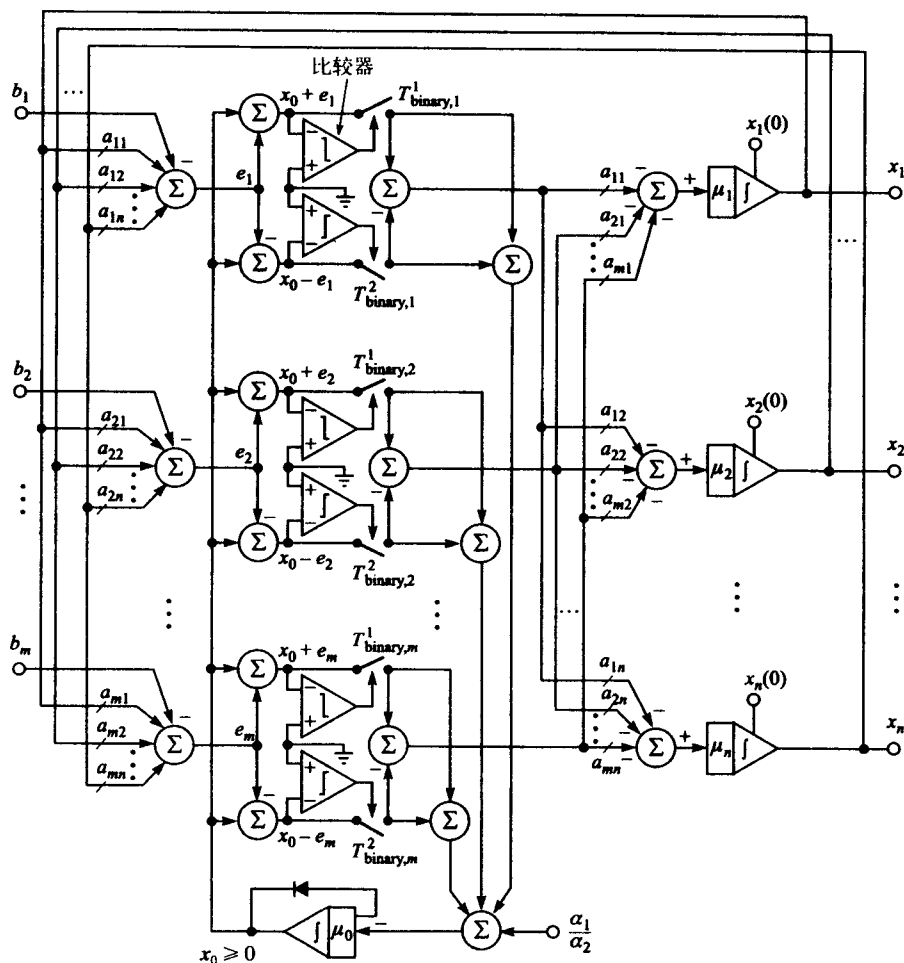 比较器
b₁
a₁₁
a₁₂
a₁ₙ
Σ
−
e₁
Σ
Σ
x₀ + e₁
x₀ − e₁
T¹binary,1
T²binary,1
Σ
Σ
a₁₁
a₂₁
aₘ₁
Σ
+
μ₁
∫
x₁(0)
x₁
b₂
a₂₁
a₂₂
a₂ₙ
Σ
−
e₂
Σ
Σ
x₀ + e₂
x₀ − e₂
T¹binary,2
T²binary,2
Σ
Σ
a₁₂
a₂₂
aₘ₂
Σ
+
μ₂
∫
x₂(0)
x₂
bₘ
aₘ₁
aₘ₂
aₘₙ
Σ
−
eₘ
Σ
Σ
x₀ + eₘ
x₀ − eₘ
T¹binary,m
T²binary,m
Σ
Σ
a₁ₙ
a₂ₙ
aₘₙ
Σ
+
μₙ
∫
xₙ(0)
xₙ
x₀ ≥ 0
∫
μ₀
−
Σ
α₁
α₂